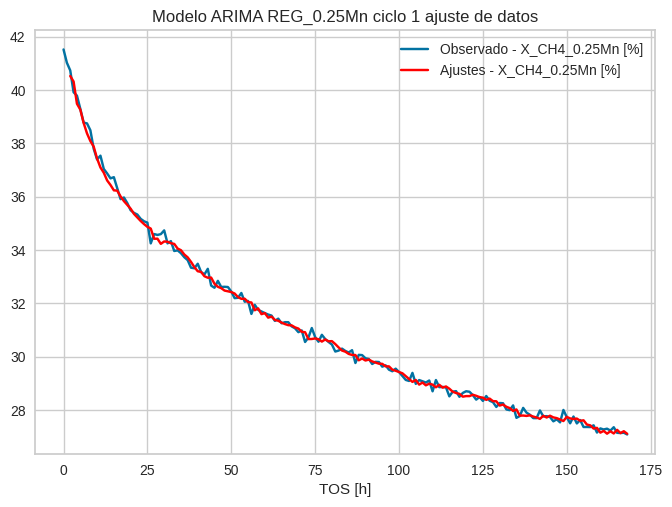 Modelo ARIMA REG_0.25Mn ciclo 1 ajuste de datos
Observado - X_CH4_0.25Mn [%]
Ajustes - X_CH4_0.25Mn [%]
42
40
38
36
34
32
30
28
0 25 50 75 100 125 150 175
TOS [h]